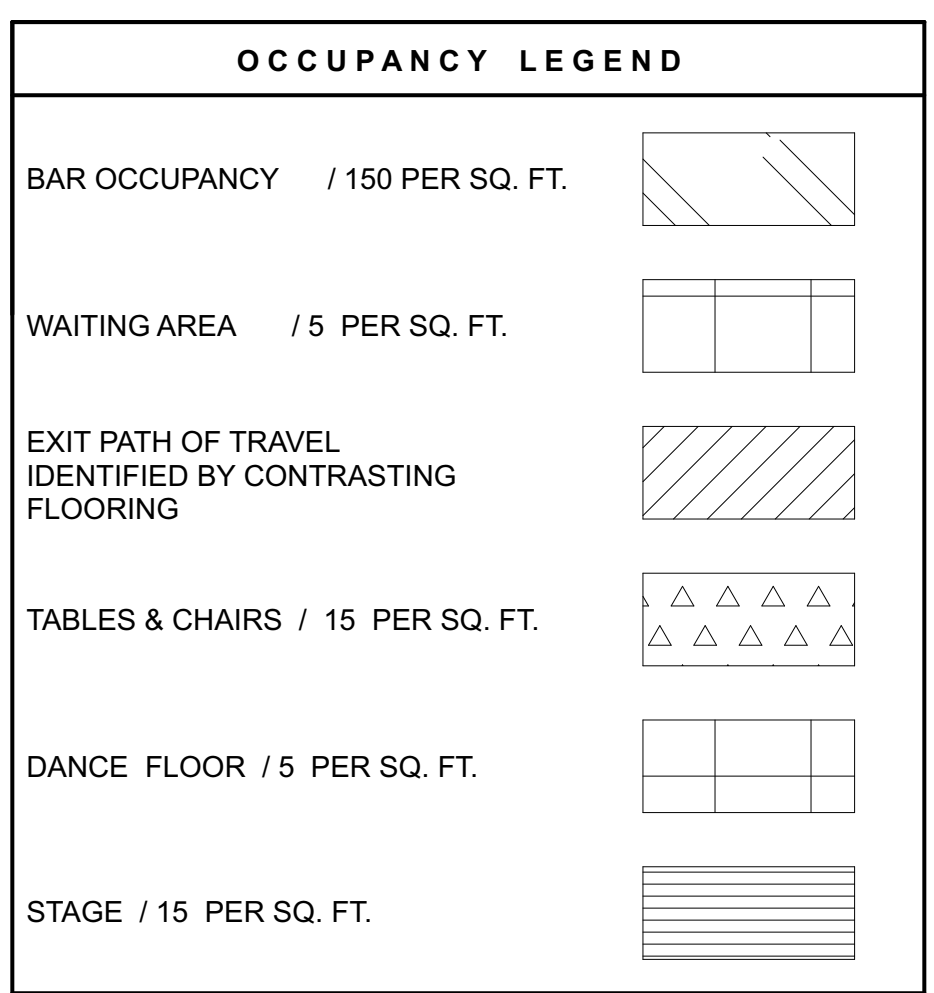 OCCUPANCY LEGEND
BAR OCCUPANCY / 150 PER SQ. FT.
WAITING AREA / 5 PER SQ. FT.
EXIT PATH OF TRAVEL
IDENTIFIED BY CONTRASTING
FLOORING
TABLES & CHAIRS / 15 PER SQ. FT.
DANCE FLOOR / 5 PER SQ. FT.
STAGE / 15 PER SQ. FT.